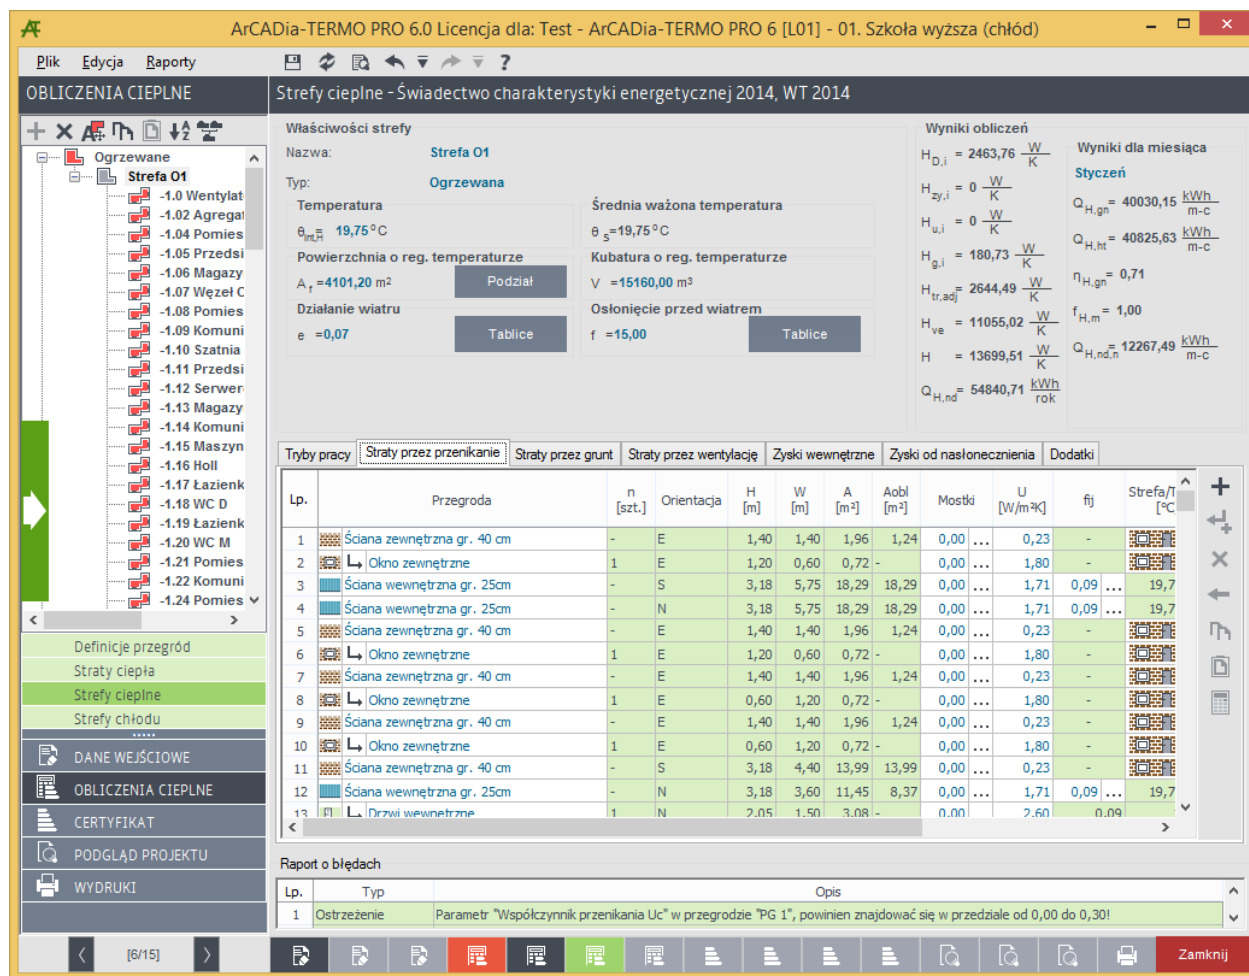 ArCADia-TERMO PRO 6.0 Licencja dla: Test - ArCADia-TERMO PRO 6 [L01] - 01. Szkoła wyższa (chłód)
Plik Edycja Raporty
OBLICZENIA CIEPLNE
Strefy cieplne - Świadectwo charakterystyki energetycznej 2014, WT 2014
Ogrzewane
Strefa O1
-1.0 Wentylat
-1.02 Agregat
-1.04 Pomies
-1.05 Przedsi
-1.06 Magazy
-1.07 Węzeł C
-1.08 Pomies
-1.09 Komuni
-1.10 Szatnia
-1.11 Przedsi
-1.12 Serwer
-1.13 Magazy
-1.14 Komuni
-1.15 Maszyn
-1.16 Holl
-1.17 Łazienk
-1.18 WC D
-1.19 Łazienk
-1.20 WC M
-1.21 Pomies
-1.22 Komuni
-1.24 Pomies
Definicje przegród
Straty ciepła
Strefy cieplne
Strefy chłodu
DANE WEJŚCIOWE
OBLICZENIA CIEPLNE
CERTYFIKAT
PODGLĄD PROJEKTU
WYDRUKI
[6/15]
Właściwości strefy
Nazwa: Strefa O1
Typ: Ogrzewana
Temperatura
θint,H = 19,75 °C
Średnia ważona temperatura
θ s =19,75 °C
Powierzchnia o reg. temperaturze
A f =4101,20 m²
Podział
Kubatura o reg. temperaturze
V =15160,00 m³
Działanie wiatru
e =0,07
Tablice
Osłonięcie przed wiatrem
f =15,00
Tablice
Wyniki obliczeń
H D,i = 2463,76 W/K
H zy,i = 0 W/K
H u,i = 0 W/K
H g,i = 180,73 W/K
H tr,adj = 2644,49 W/K
H ve = 11055,02 W/K
H = 13699,51 W/K
Q H,nd = 54840,71 kWh/rok
Wyniki dla miesiąca
Styczeń
Q H,gn = 40030,15 kWh/m-c
Q H,ht = 40825,63 kWh/m-c
η H,gn = 0,71
f H,m = 1,00
Q H,nd,n = 12267,49 kWh/m-c
Tryby pracy Straty przez przenikanie Straty przez grunt Straty przez wentylację Zyski wewnętrzne Zyski od nasłonecznienia Dodatki
Lp. Przegroda n [szt.] Orientacja H [m] W [m] A [m²] Aobl [m²] Mostki U [W/m²K] fij Strefa/T [°C
1 Ściana zewnętrzna gr. 40 cm - E 1,40 1,40 1,96 1,24 0,00 ... 0,23 -
2 Okno zewnętrzne 1 E 1,20 0,60 0,72 - 0,00 ... 1,80 -
3 Ściana wewnętrzna gr. 25cm - S 3,18 5,75 18,29 18,29 0,00 ... 1,71 0,09 ... 19,7
4 Ściana wewnętrzna gr. 25cm - N 3,18 5,75 18,29 18,29 0,00 ... 1,71 0,09 ... 19,7
5 Ściana zewnętrzna gr. 40 cm - E 1,40 1,40 1,96 1,24 0,00 ... 0,23 -
6 Okno zewnętrzne 1 E 1,20 0,60 0,72 - 0,00 ... 1,80 -
7 Ściana zewnętrzna gr. 40 cm - E 1,40 1,40 1,96 1,24 0,00 ... 0,23 -
8 Okno zewnętrzne 1 E 0,60 1,20 0,72 - 0,00 ... 1,80 -
9 Ściana zewnętrzna gr. 40 cm - E 1,40 1,40 1,96 1,24 0,00 ... 0,23 -
10 Okno zewnętrzne 1 E 0,60 1,20 0,72 - 0,00 ... 1,80 -
11 Ściana zewnętrzna gr. 40 cm - S 3,18 4,40 13,99 13,99 0,00 ... 0,23 -
12 Ściana wewnętrzna gr. 25cm - N 3,18 3,60 11,45 8,37 0,00 ... 1,71 0,09 ... 19,7
13 Drzwi wewnętrzne 1 N 2,05 1,50 3,08 - 0,00 2,60 0,09
Raport o błędach
Lp. Typ Opis
1 Ostrzeżenie Parametr "Współczynnik przenikania Uc" w przegrodzie "PG 1", powinien znajdować się w przedziale od 0,00 do 0,30!
Zamknij